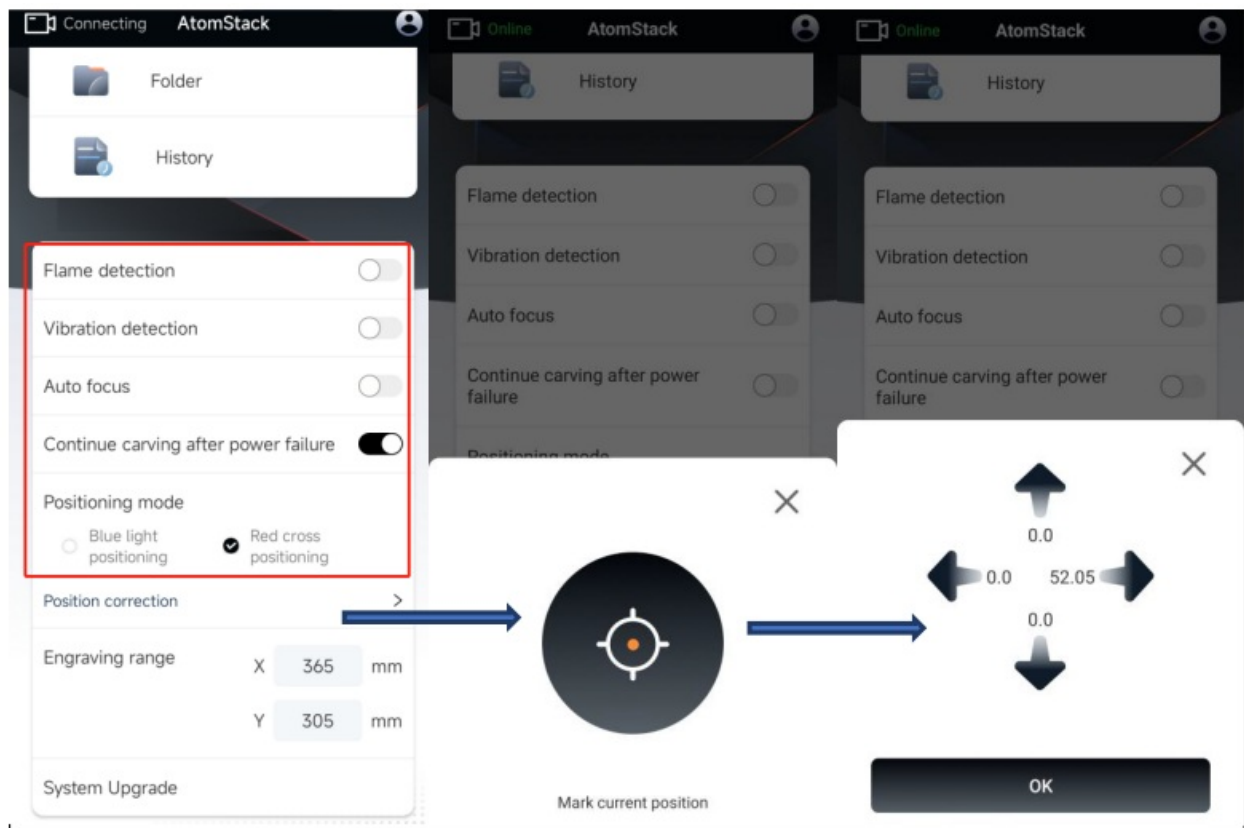 Connecting AtomStack
Folder
History
Flame detection
Vibration detection
Auto focus
Continue carving after power failure
Positioning mode
Blue light
positioning
Red cross
positioning
Position correction >
Engraving range X 365 mm
Y 305 mm
System Upgrade
Online AtomStack
History
Flame detection
Vibration detection
Auto focus
Continue carving after power
failure
Positioning mode
Mark current position
Online AtomStack
History
Flame detection
Vibration detection
Auto focus
Continue carving after power
failure
0.0
0.0 52.05
0.0
OK